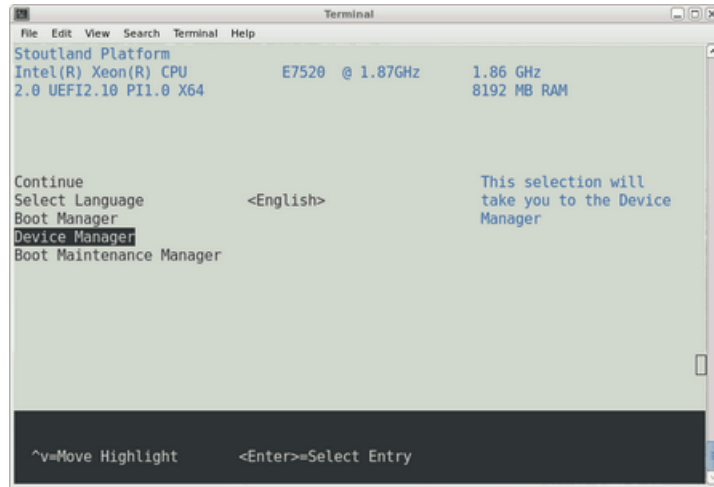 Terminal
File Edit View Search Terminal Help
Stoutland Platform
Intel(R) Xeon(R) CPU E7520 @ 1.87GHz 1.86 GHz
2.0 UEFI2.10 PI1.0 X64 8192 MB RAM
Continue
Select Language <English>
Boot Manager
Device Manager
Boot Maintenance Manager
This selection will
take you to the Device
Manager
^v=Move Highlight <Enter>=Select Entry